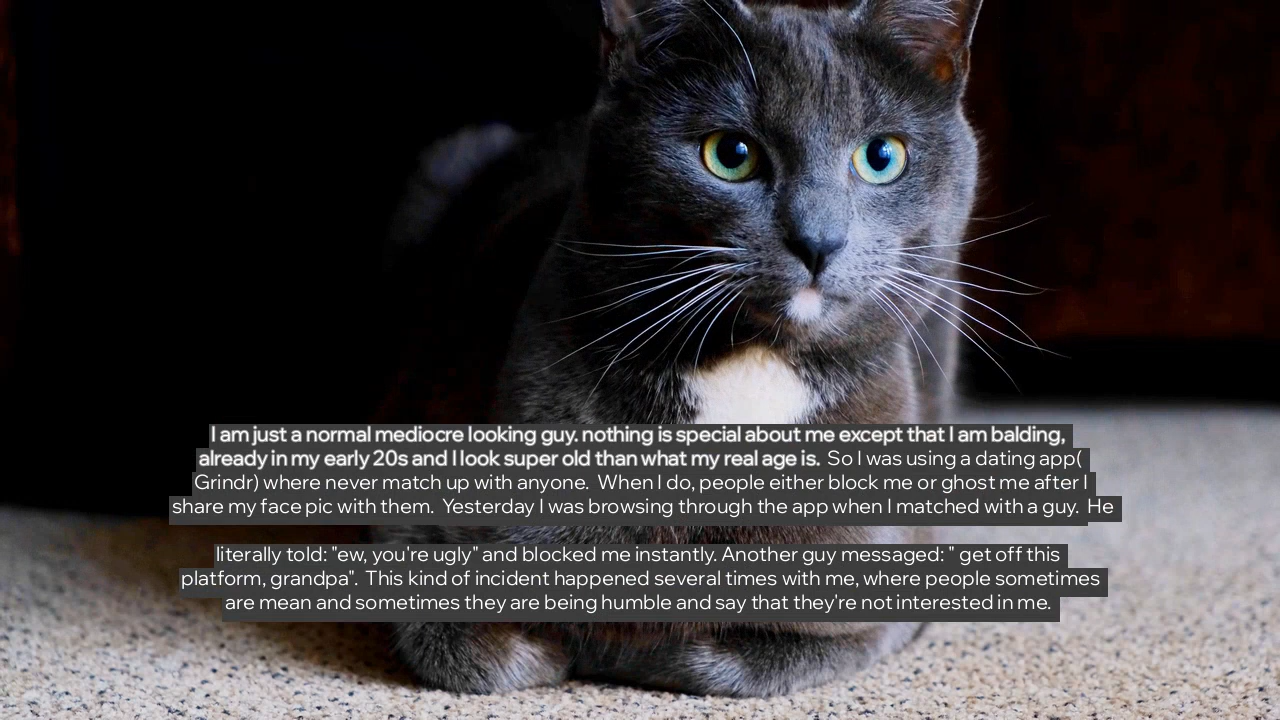 I am just a normal mediocre looking guy. nothing is special about me except that I am balding,
already in my early 20s and I look super old than what my real age is. So I was using a dating app(
Grindr) where never match up with anyone. When I do, people either block me or ghost me after I
share my face pic with them. Yesterday I was browsing through the app when I matched with a guy. He
literally told: "ew, you're ugly" and blocked me instantly. Another guy messaged: " get off this
platform, grandpa". This kind of incident happened several times with me, where people sometimes
are mean and sometimes they are being humble and say that they're not interested in me.